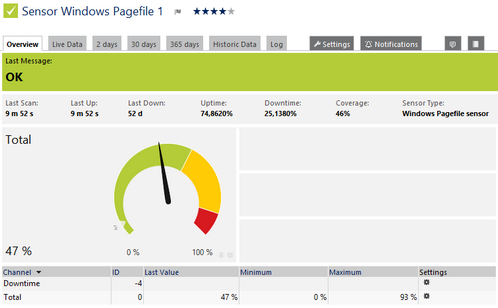 Sensor Windows Pagefile 1
Overview Live Data 2 days 30 days 365 days Historic Data Log Settings Notifications
Last Message:
OK
Last Scan: Last Up: Last Down: Uptime: Downtime: Coverage: Sensor Type:
9 m 52 s 9 m 52 s 52 d 74,8620% 25,1380% 46% Windows Pagefile sensor
Total
47 % 0 % 100 %
Channel ID Last Value Minimum Maximum Settings
Downtime -4
Total 0 47 % 0 % 93 %